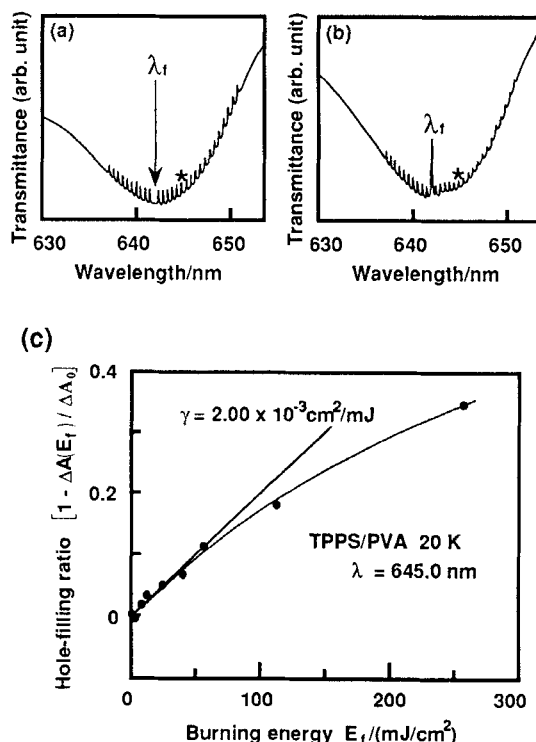 (a)
λf
*
Transmittance (arb. unit)
630 640 650
Wavelength/nm
(b)
λf
*
Transmittance (arb. unit)
630 640 650
Wavelength/nm
(c)
Hole-filling ratio [1 - ΔA(Ef) / ΔA0]
0.4
0.2
0
γ = 2.00 x 10⁻³cm²/mJ
TPPS/PVA 20 K
λ = 645.0 nm
0 100 200 300
Burning energy Ef/(mJ/cm²)